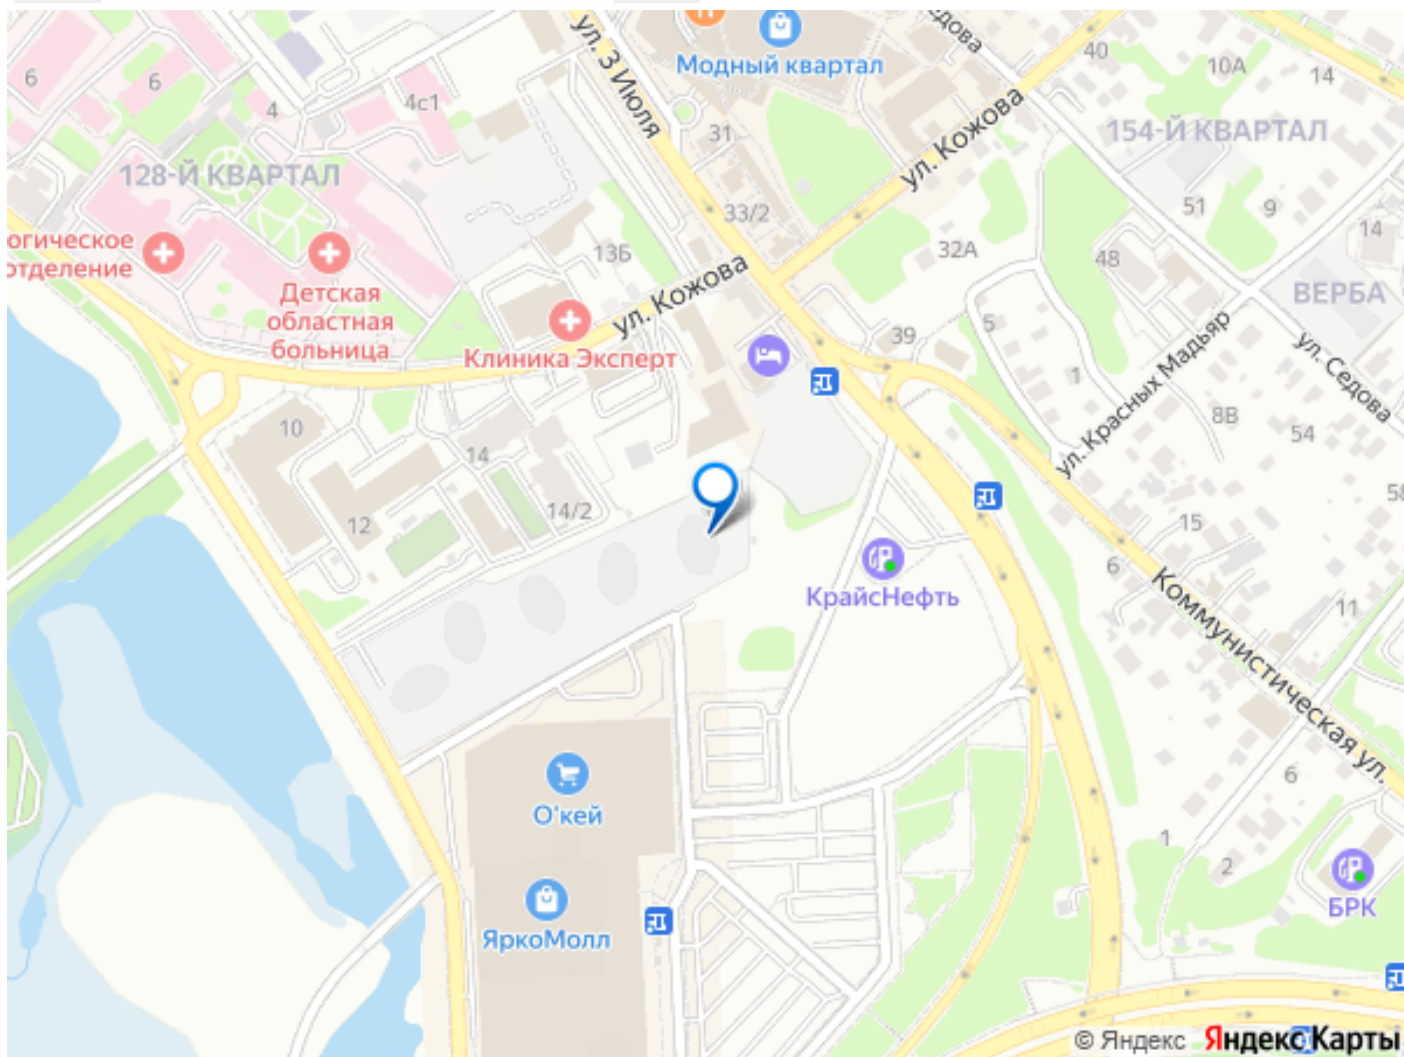 Модный квартал
ул. 3 Июля
Седова
40
10А
14
6
6
4
4с1
31
ул. Кожова
154-Й КВАРТАЛ
128-Й КВАРТАЛ
33/2
51
9
14
огическое
отделение
13Б
32А
48
Детская
областная
больница
ул. Кожова
ВЕРБА
Клиника Эксперт
39
5
1
ул. Красных Мадьяр
ул. Седова
8В
54
10
14
12
14/2
58
15
6
КрайсНефть
Коммунистическая ул.
11
О'кей
6
1
2
ЯркоМолл
БРК
© Яндекс Яндекс Карты